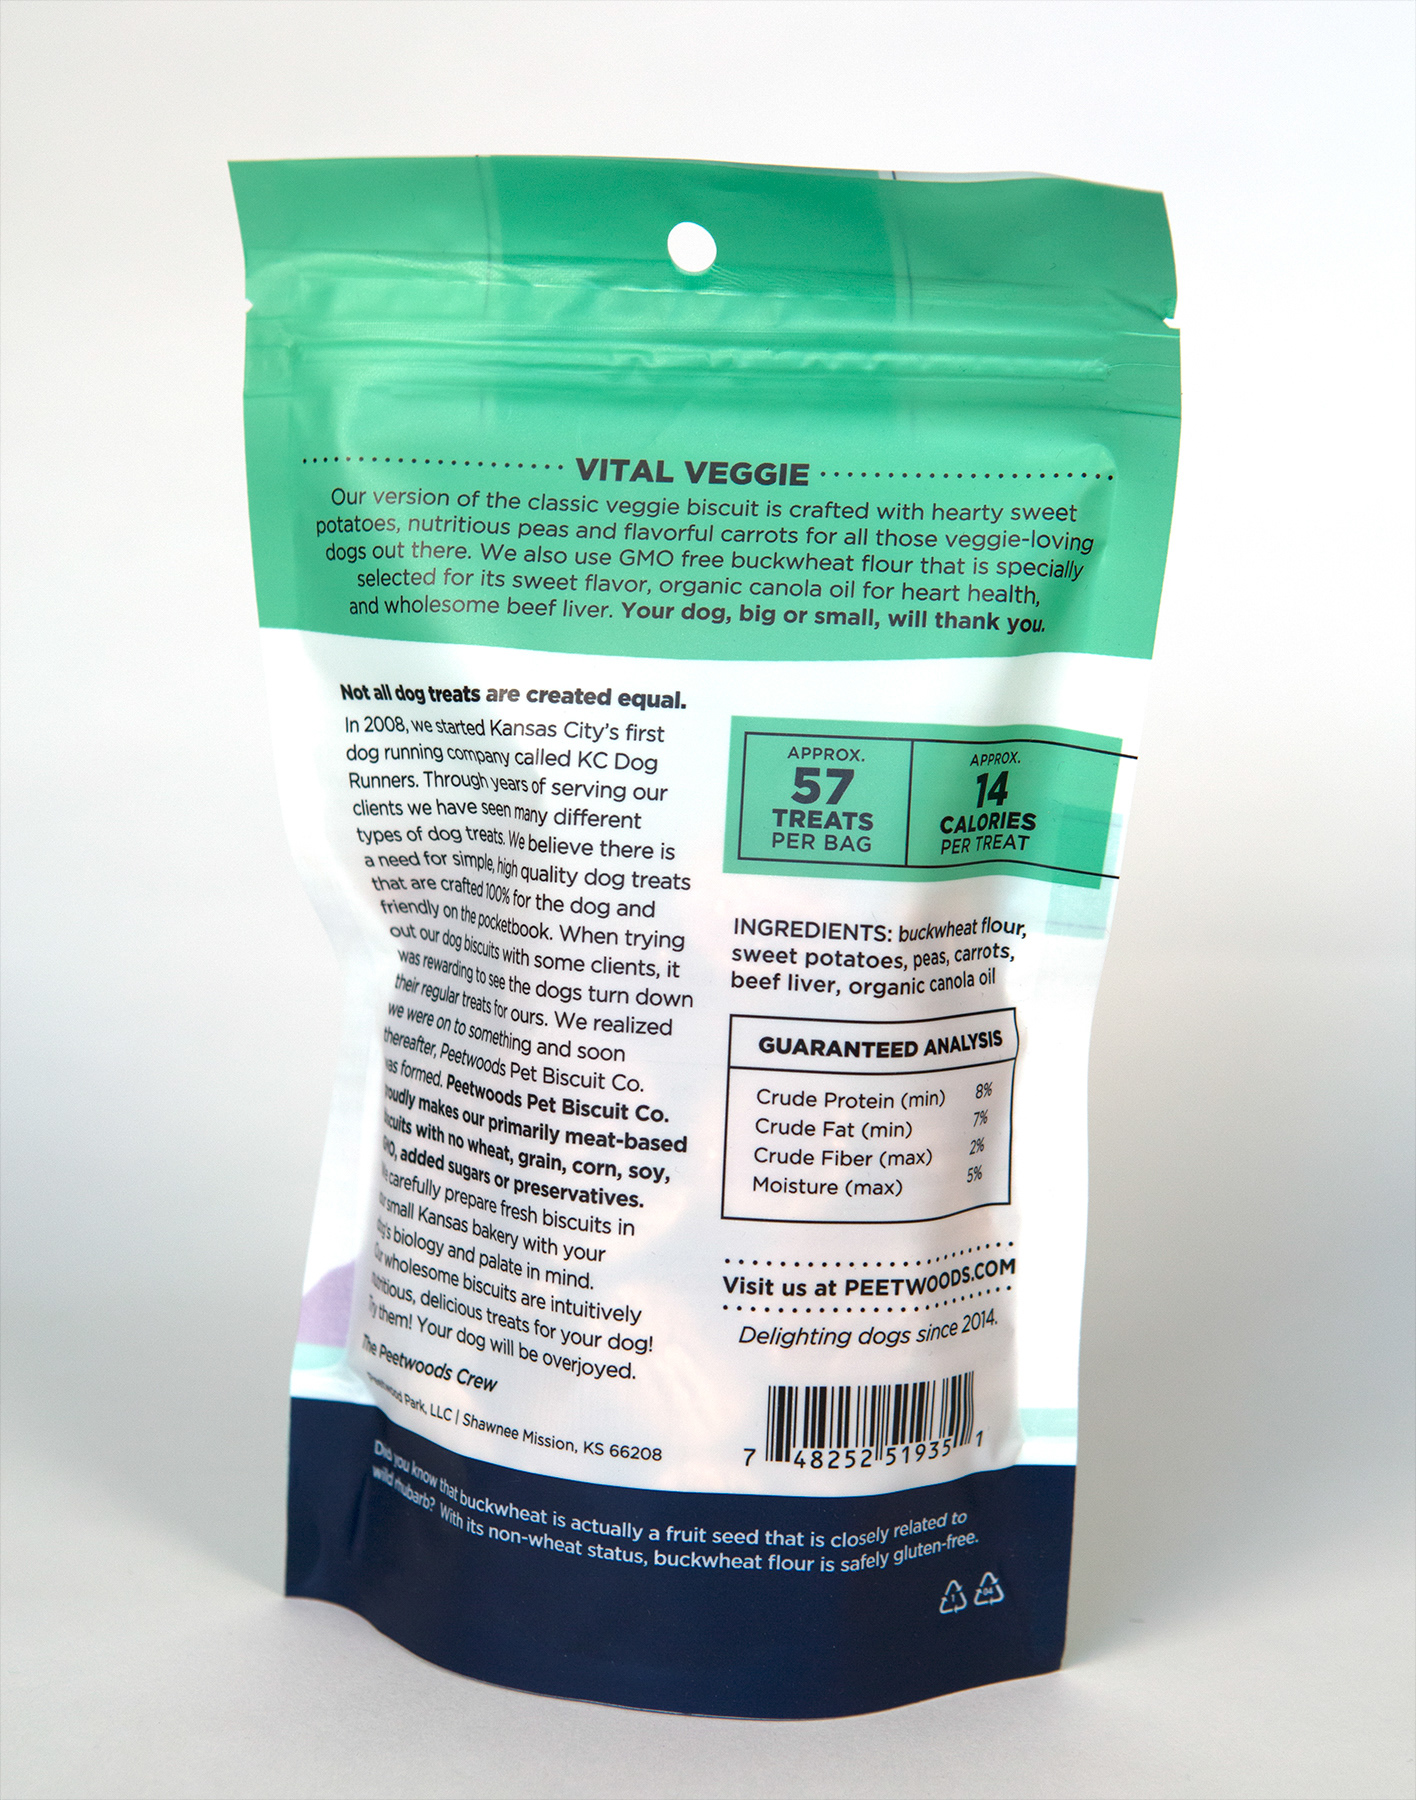 VITAL VEGGIE
Our version of the classic veggie biscuit is crafted with hearty sweet
potatoes, nutritious peas and flavorful carrots for all those veggie-loving
dogs out there. We also use GMO free buckwheat flour that is specially
selected for its sweet flavor, organic canola oil for heart health,
and wholesome beef liver. Your dog, big or small, will thank you.
Not all dog treats are created equal.
In 2008, we started Kansas City's first
dog running company called KC Dog
Runners. Through years of serving our
clients we have seen many different
types of dog treats. We believe there is
a need for simple, high quality dog treats
that are crafted 100% for the dog and
friendly on the pocketbook. When trying
out our dog biscuits with some clients, it
was rewarding to see the dogs turn down
their regular treats for ours. We realized
we were on to something and soon
thereafter, Peetwoods Pet Biscuit Co.
was formed. Peetwoods Pet Biscuit Co.
proudly makes our primarily meat-based
biscuits with no wheat, grain, corn, soy,
GMO, added sugars or preservatives.
We carefully prepare fresh biscuits in
our small Kansas bakery with your
dog's biology and palate in mind.
Our wholesome biscuits are intuitively
nutritious, delicious treats for your dog!
Try them! Your dog will be overjoyed.
The Peetwoods Crew
Park, LLC | Shawnee Mission, KS 66208
APPROX.
57
TREATS
PER BAG
APPROX.
14
CALORIES
PER TREAT
INGREDIENTS: buckwheat flour,
sweet potatoes, peas, carrots,
beef liver, organic canola oil
GUARANTEED ANALYSIS
Crude Protein (min) 8%
Crude Fat (min) 7%
Crude Fiber (max) 2%
Moisture (max) 5%
Visit us at PEETWOODS.COM
Delighting dogs since 2014.
7 48252 51935 1
Did you know that buckwheat is actually a fruit seed that is closely related to
wild rhubarb? With its non-wheat status, buckwheat flour is safely gluten-free.
1 04